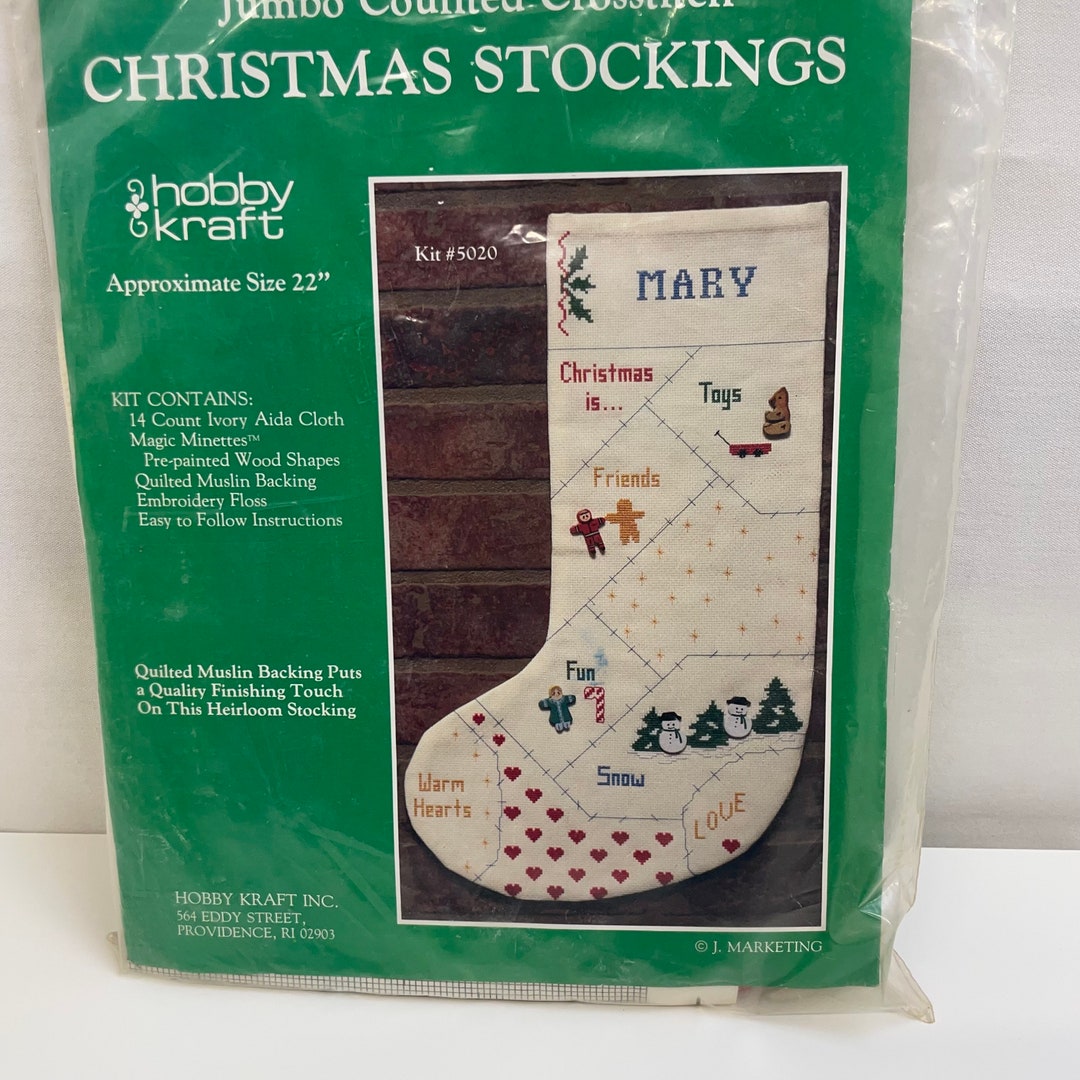 Jumbo Counted Crosstitch
CHRISTMAS STOCKINGS
hobby
kraft
Approximate Size 22”
KIT CONTAINS:
14 Count Ivory Aida Cloth
Magic Minettes™
Pre-painted Wood Shapes
Quilted Muslin Backing
Embroidery Floss
Easy to Follow Instructions
Quilted Muslin Backing Puts
a Quality Finishing Touch
On This Heirloom Stocking
HOBBY KRAFT INC.
564 EDDY STREET,
PROVIDENCE, RI 02903
Kit #5020
MARY
Christmas
is...
Toys
Friends
Fun
Snow
Warm
Hearts
LOVE
© J. MARKETING